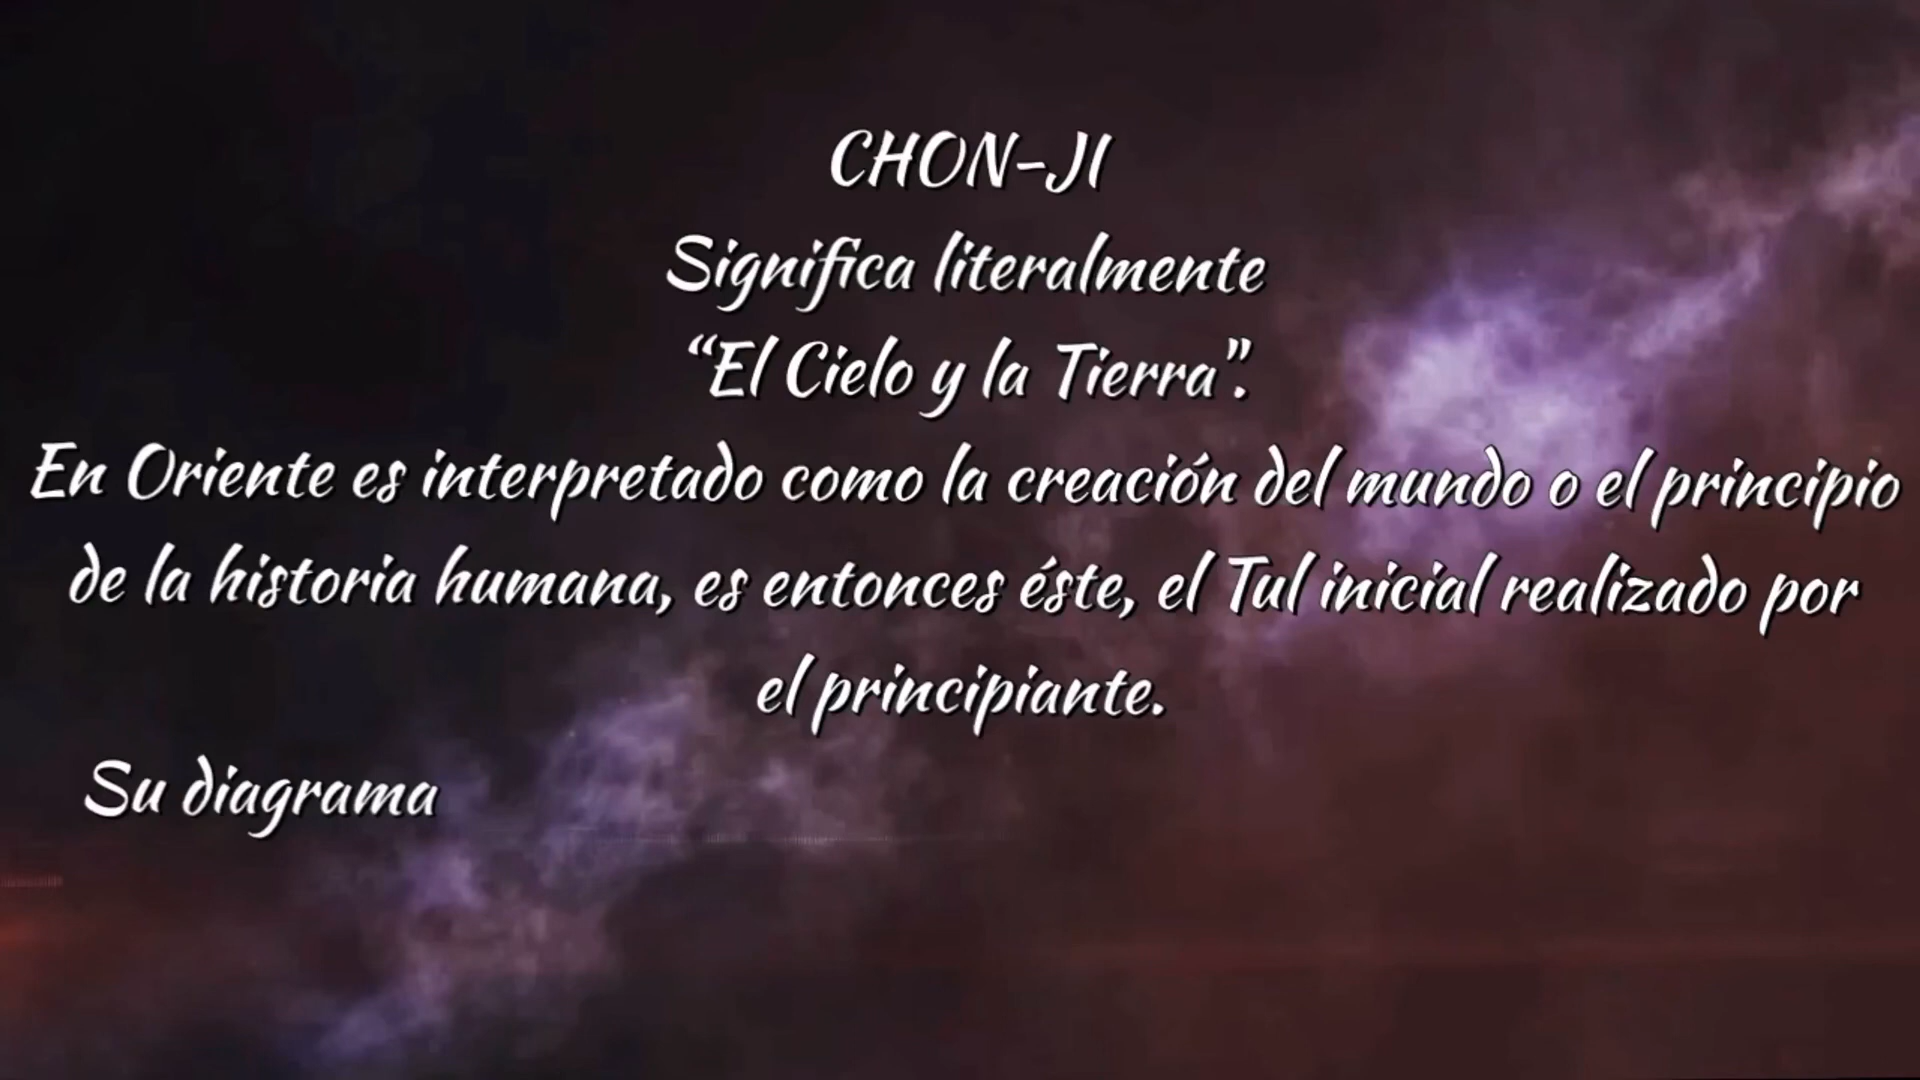 CHON-JI
Significa literalmente
“El Cielo y la Tierra”.
En Oriente es interpretado como la creación del mundo o el principio
de la historia humana, es entonces éste, el Tul inicial realizado por
el principiante.
Su diagrama